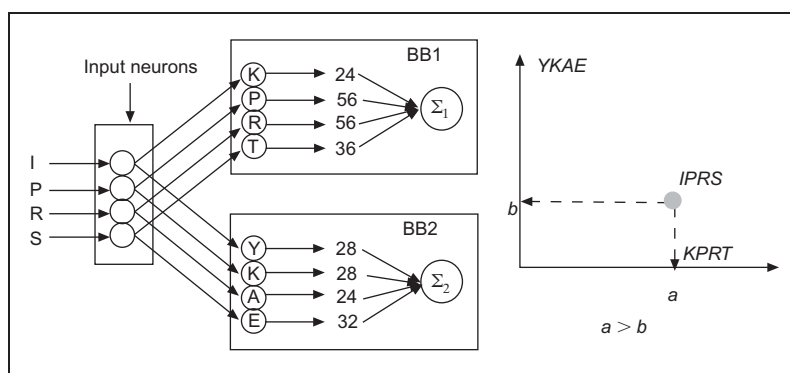 Input neurons
I
P
R
S
BB1
K 24
P 56
R 56
T 36
Σ1
BB2
Y 28
K 28
A 24
E 32
Σ2
YKAE
IPRS
b
KPRT
a
a > b